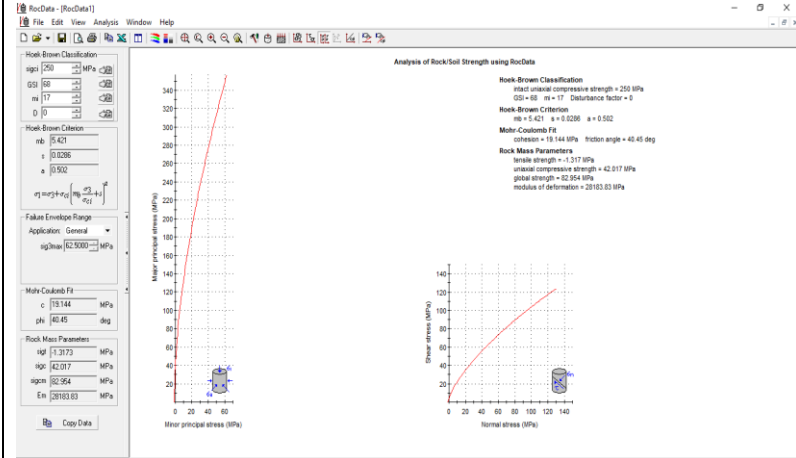 RocData - [RocData1]
File Edit View Analysis Window Help
Hoek-Brown Classification
sigci 250 MPa
GSI 68
mi 17
D 0
Hoek-Brown Criterion
mb 5.421
s 0.0286
a 0.502
σ1=σ3+σci(mb σ3/σci+s)^a
Failure Envelope Range
Application: General
sig3max 62.5000 MPa
Mohr-Coulomb Fit
c 19.144 MPa
phi 40.45 deg
Rock Mass Parameters
sigt -1.3173 MPa
sigc 42.017 MPa
sigcm 82.954 MPa
Em 28183.83 MPa
Copy Data
Analysis of Rock/Soil Strength using RocData
Hoek-Brown Classification
intact uniaxial compressive strength = 250 MPa
GSI = 68 mi = 17 Disturbance factor = 0
Hoek-Brown Criterion
mb = 5.421 s = 0.0286 a = 0.502
Mohr-Coulomb Fit
cohesion = 19.144 MPa friction angle = 40.45 deg
Rock Mass Parameters
tensile strength = -1.317 MPa
uniaxial compressive strength = 42.017 MPa
global strength = 82.954 MPa
modulus of deformation = 28183.83 MPa
Major principal stress (MPa)
340
320
300
280
260
240
220
200
180
160
140
120
100
80
60
40
20
0 20 40 60
Minor principal stress (MPa)
Shear stress (MPa)
140
120
100
80
60
40
20
0 20 40 60 80 100 120 140
Normal stress (MPa)